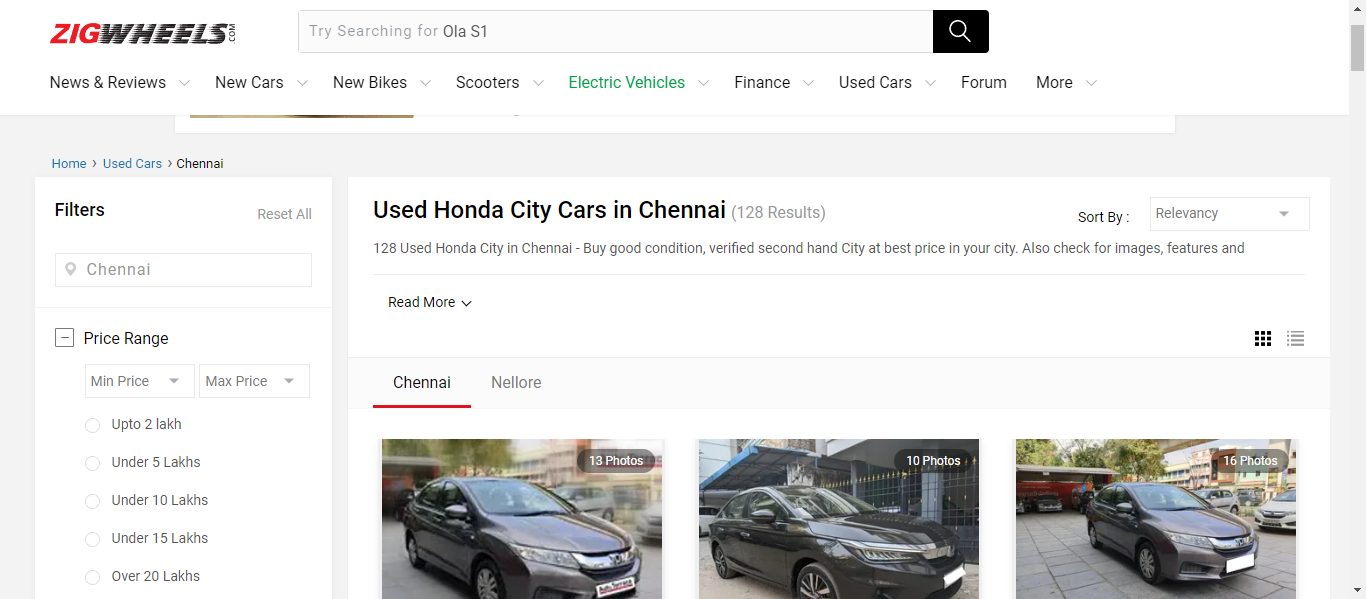 ZIGWHEELS.COM
Try Searching for Ola S1
News & Reviews New Cars New Bikes Scooters Electric Vehicles Finance Used Cars Forum More
Home › Used Cars › Chennai
Filters
Reset All
Chennai
Price Range
Min Price Max Price
Upto 2 lakh
Under 5 Lakhs
Under 10 Lakhs
Under 15 Lakhs
Over 20 Lakhs
Used Honda City Cars in Chennai (128 Results)
Sort By : Relevancy
128 Used Honda City in Chennai - Buy good condition, verified second hand City at best price in your city. Also check for images, features and
Read More
Chennai Nellore
13 Photos 10 Photos 16 Photos